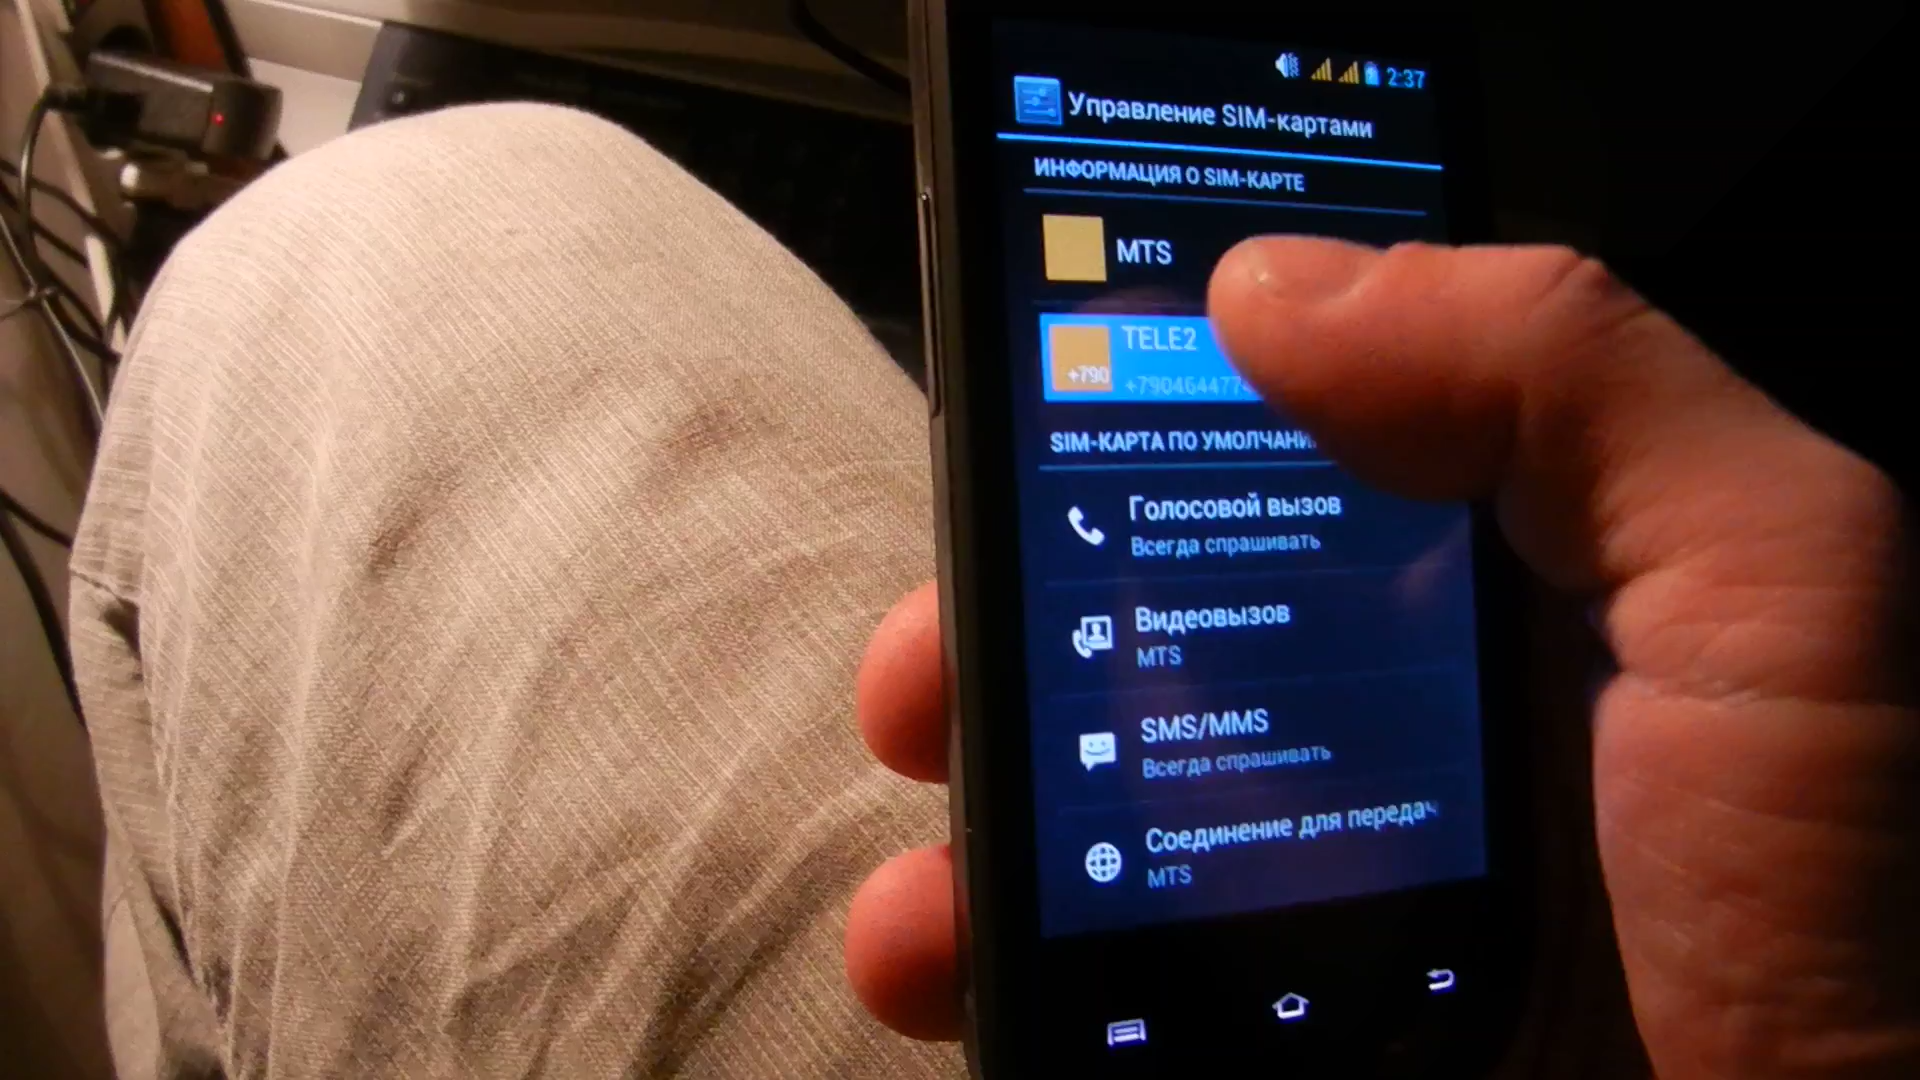 2:37
Управление SIM-картами
ИНФОРМАЦИЯ О SIM-КАРТЕ
MTS
TELE2
+790
SIM-КАРТА ПО
Голосовой вызов
Всегда спрашивать
Видеовызов
MTS
SMS/MMS
Всегда спрашивать
Соединение для передач
MTS